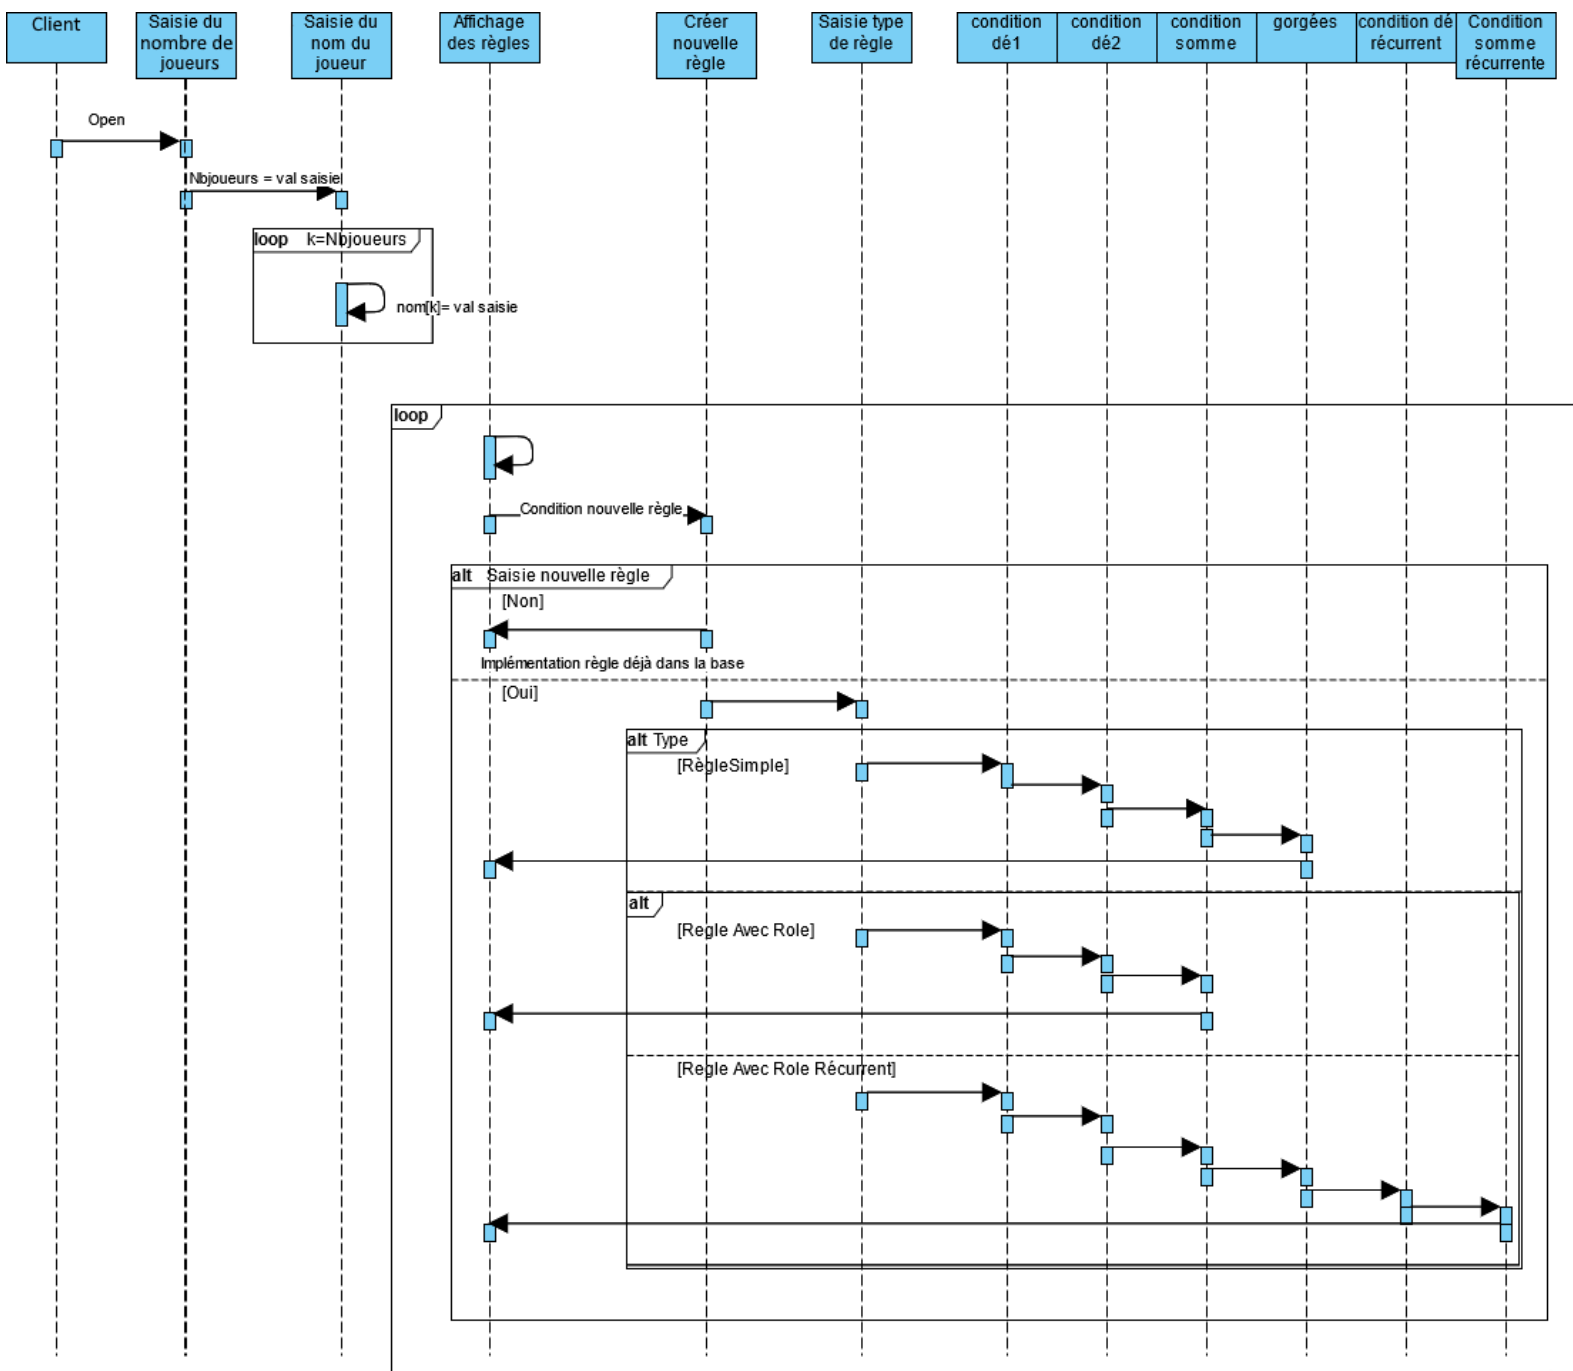 Client
Saisie du
nombre de
joueurs
Saisie du
nom du
joueur
Affichage
des règles
Créer
nouvelle
règle
Saisie type
de règle
condition
dé1
condition
dé2
condition
somme
gorgées
condition dé
récurrent
Condition
somme
récurrente
Open
Nbjoueurs = val saisie
loop k=Nbjoueurs
nom[k]= val saisie
loop
Condition nouvelle règle
alt Saisie nouvelle règle
[Non]
Implémentation règle déjà dans la base
[Oui]
alt Type
[RègleSimple]
alt
[Regle Avec Role]
[Regle Avec Role Récurrent]